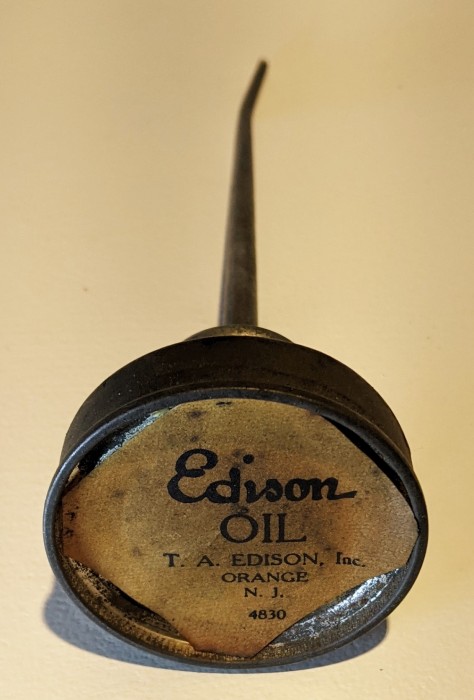 Edison
OIL
T. A. EDISON, Inc.
ORANGE
N. J.
4830